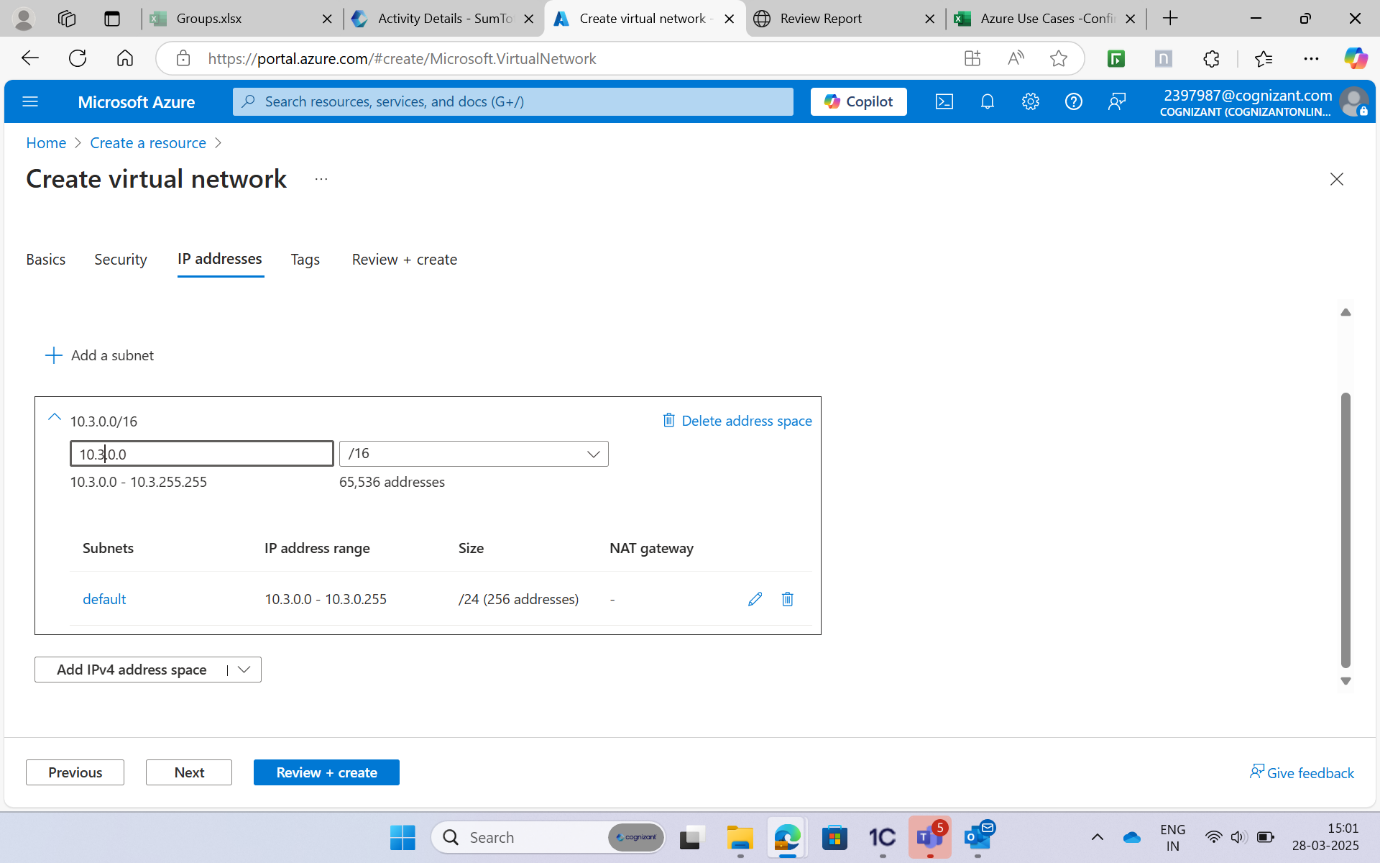 Groups.xlsx
Activity Details - SumTo
Create virtual network -
Review Report
Azure Use Cases -Confi
https://portal.azure.com/#create/Microsoft.VirtualNetwork
Microsoft Azure
Search resources, services, and docs (G+/)
Copilot
2397987@cognizant.com
COGNIZANT (COGNIZANTONLIN...
Home > Create a resource >
Create virtual network ...
Basics Security IP addresses Tags Review + create
+ Add a subnet
10.3.0.0/16
Delete address space
10.3.0.0
/16
10.3.0.0 - 10.3.255.255
65,536 addresses
Subnets IP address range Size NAT gateway
default 10.3.0.0 - 10.3.0.255 /24 (256 addresses) -
Add IPv4 address space |
Previous Next Review + create
Give feedback
Search
cognizant
1C
5
ENG
IN
15:01
28-03-2025